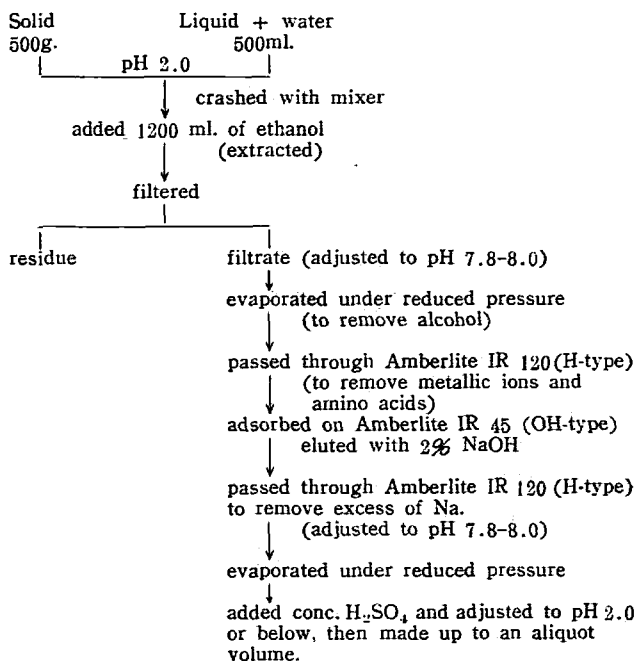 Solid Liquid + water
500g. 500ml.
pH 2.0
crashed with mixer
added 1200 ml. of ethanol
(extracted)
filtered
residue filtrate (adjusted to pH 7.8-8.0)
evaporated under reduced pressure
(to remove alcohol)
passed through Amberlite IR 120 (H-type)
(to remove metallic ions and
amino acids)
adsorbed on Amberlite IR 45 (OH-type)
eluted with 2% NaOH
passed through Amberlite IR 120 (H-type)
to remove excess of Na.
(adjusted to pH 7.8-8.0)
evaporated under reduced pressure
added conc. H₂SO₄ and adjusted to pH 2.0
or below, then made up to an aliquot
volume.